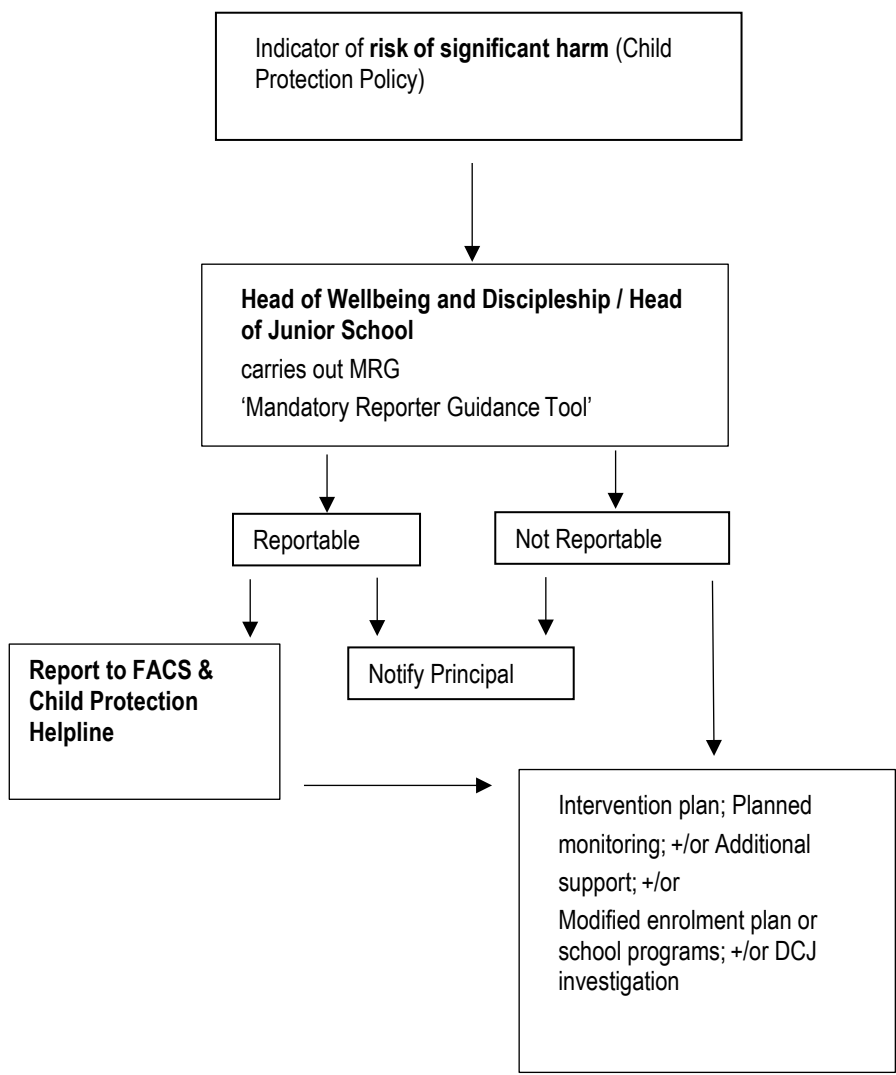 Indicator of risk of significant harm (Child
Protection Policy)
Head of Wellbeing and Discipleship / Head
of Junior School
carries out MRG
‘Mandatory Reporter Guidance Tool’
Reportable
Not Reportable
Report to FACS &
Child Protection
Helpline
Notify Principal
Intervention plan; Planned
monitoring; +/or Additional
support; +/or
Modified enrolment plan or
school programs; +/or DCJ
investigation